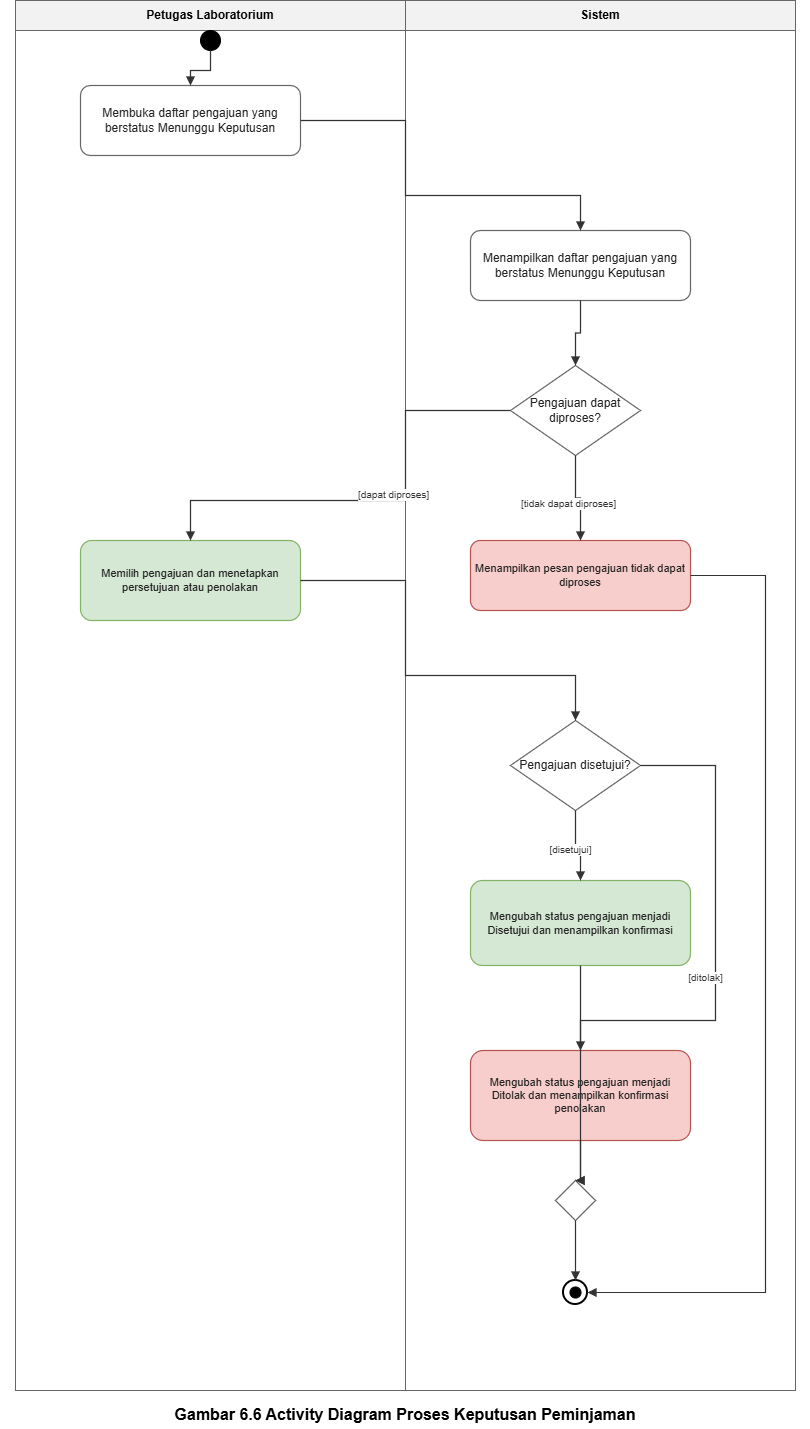 Petugas Laboratorium
Sistem
Membuka daftar pengajuan yang
berstatus Menunggu Keputusan
Menampilkan daftar pengajuan yang
berstatus Menunggu Keputusan
Pengajuan dapat
diproses?
[dapat diproses]
[tidak dapat diproses]
Memilih pengajuan dan menetapkan
persetujuan atau penolakan
Menampilkan pesan pengajuan tidak dapat
diproses
Pengajuan disetujui?
[disetujui]
Mengubah status pengajuan menjadi
Disetujui dan menampilkan konfirmasi
[ditolak]
Mengubah status pengajuan menjadi
Ditolak dan menampilkan konfirmasi
penolakan
Gambar 6.6 Activity Diagram Proses Keputusan Peminjaman